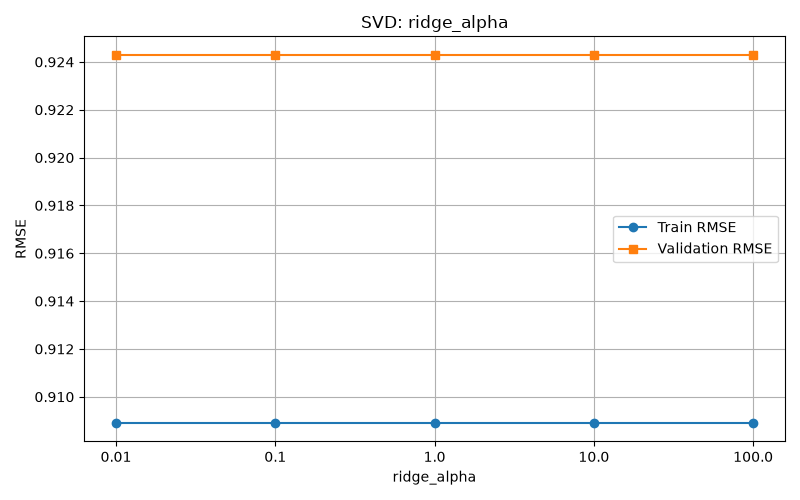 SVD: ridge_alpha
0.924
0.922
0.920
0.918
0.916
0.914
0.912
0.910
RMSE
Train RMSE
Validation RMSE
0.01 0.1 1.0 10.0 100.0
ridge_alpha